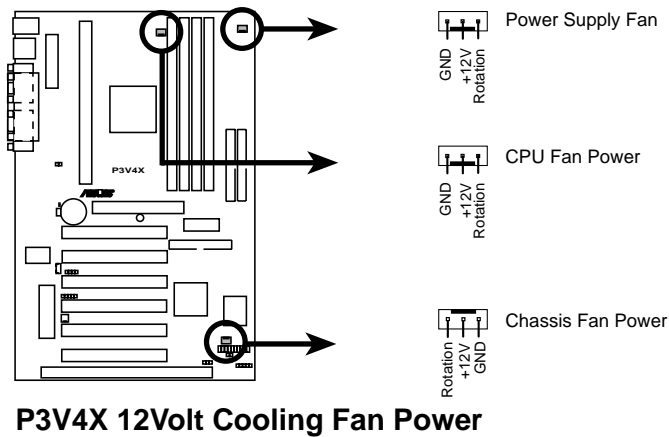 Power Supply Fan
GND
+12V
Rotation
CPU Fan Power
GND
+12V
Rotation
P3V4X
ASUS
Chassis Fan Power
Rotation
+12V
GND
P3V4X 12Volt Cooling Fan Power